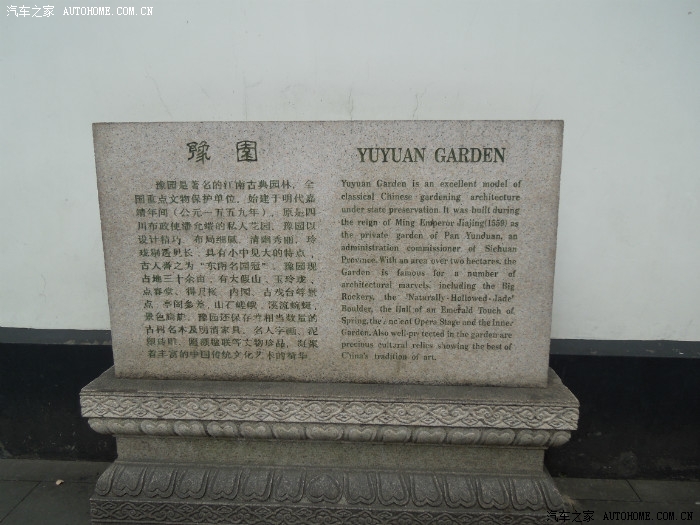 汽车之家 AUTOHOME.COM.CN
豫園
豫园是著名的江南古典园林，全
国重点文物保护单位，始建于明代嘉
靖年间（公元一五五九年），原是四
川布政使潘允端的私人花园。豫园以
设计精巧、布局细腻、清幽秀丽、玲
珑剔透见长，具有小中见大的特点，
古人誉之为“东南名园冠”。豫园现
占地三十余亩，有大假山、玉玲珑、
点春堂、得月楼、内园、古戏台等景
点，亭阁参差，山石嵯峨，溪流蜿蜒，
景色旖旎。豫园还保存着相当数量的
古树名木及明清家具、名人字画、泥
塑砖雕、匾额楹联等文物珍品，
着丰富的中国传统文化艺术的精华
YUYUAN GARDEN
Yuyuan Garden is an excellent model of
classical Chinese gardening architecture
under state preservation. It was built during
the reign of Ming Emperor Jiajing(1559) as
the private garden of Pan Yunduan, an
administration commissioner of Sichuan
Province. With an area over two hectares, the
Garden is famous for a number of
architectural marvels, including the Big
Rockery, the 'Naturally-Hollowed-Jade'
Boulder, the Hall of an Emerald Touch of
Spring, the Ancient Opera Stage and the Inner
Garden. Also well-protected in the garden are
precious cultural relics showing the best of
China's tradition of art.
汽车之家 AUTOHOME.COM.CN